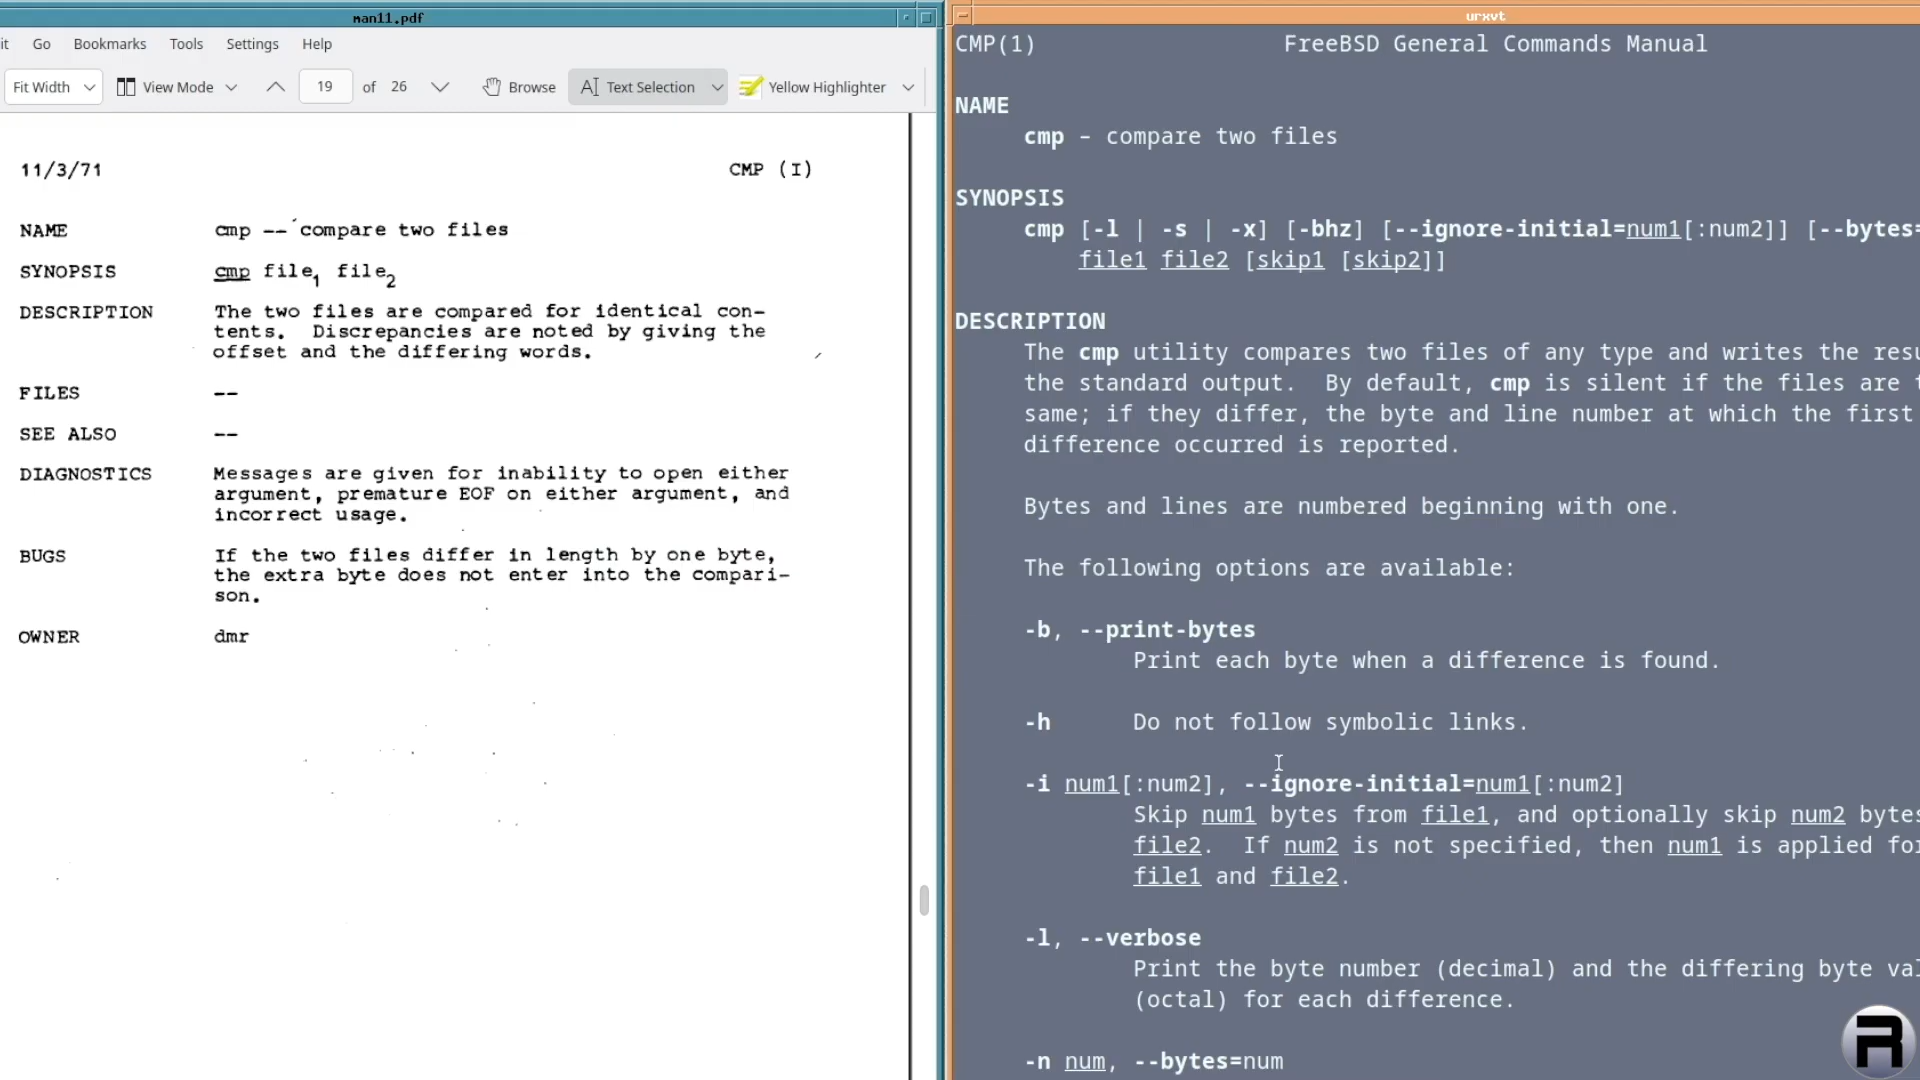 man11.pdf
it Go Bookmarks Tools Settings Help
Fit Width View Mode 19 of 26 Browse Text Selection Yellow Highlighter
11/3/71 CMP (I)
NAME cmp -- compare two files
SYNOPSIS cmp file1 file2
DESCRIPTION The two files are compared for identical con-
tents. Discrepancies are noted by giving the
offset and the differing words.
FILES --
SEE ALSO --
DIAGNOSTICS Messages are given for inability to open either
argument, premature EOF on either argument, and
incorrect usage.
BUGS If the two files differ in length by one byte,
the extra byte does not enter into the compari-
son.
OWNER dmr
urxvt
CMP(1) FreeBSD General Commands Manual
NAME
cmp – compare two files
SYNOPSIS
cmp [-l | -s | -x] [-bhz] [--ignore-initial=num1[:num2]] [--bytes=
file1 file2 [skip1 [skip2]]
DESCRIPTION
The cmp utility compares two files of any type and writes the resu
the standard output. By default, cmp is silent if the files are t
same; if they differ, the byte and line number at which the first
difference occurred is reported.
Bytes and lines are numbered beginning with one.
The following options are available:
-b, --print-bytes
Print each byte when a difference is found.
-h Do not follow symbolic links.
-i num1[:num2], --ignore-initial=num1[:num2]
Skip num1 bytes from file1, and optionally skip num2 bytes
file2. If num2 is not specified, then num1 is applied for
file1 and file2.
-l, --verbose
Print the byte number (decimal) and the differing byte val
(octal) for each difference.
-n num, --bytes=num
R